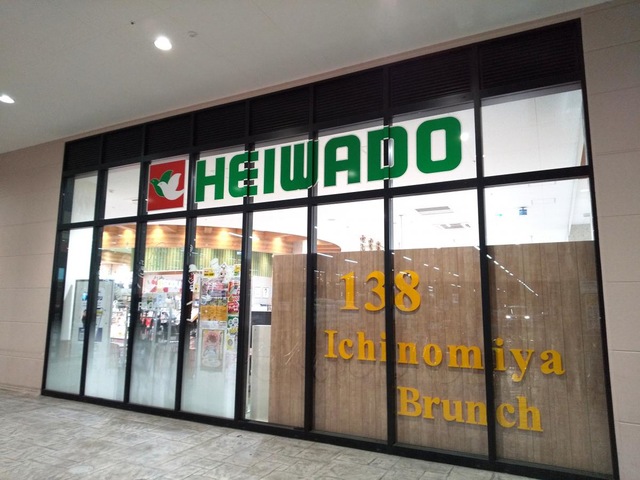 HEIWADO
138
Ichinomiya
Brunch